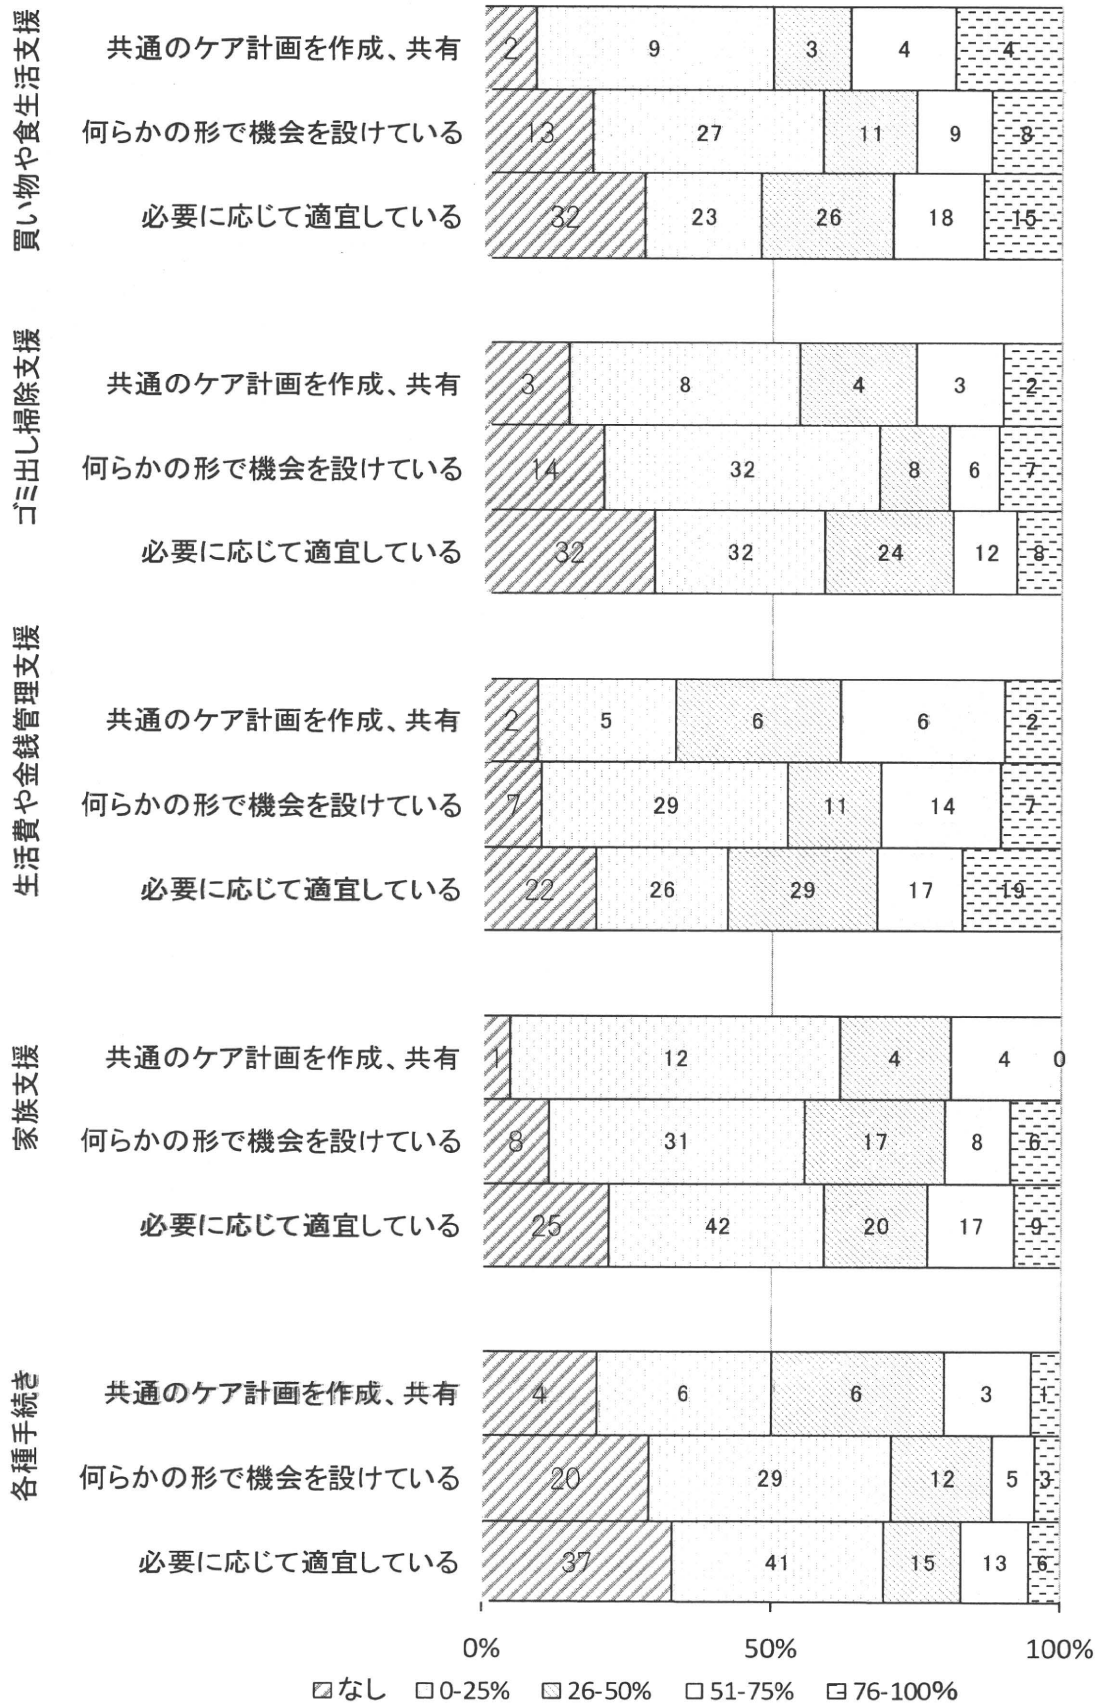 買い物や食生活支援
共通のケア計画を作成、共有 2 9 3 4 4
何らかの形で機会を設けている 13 27 11 9 8
必要に応じて適宜している 32 23 26 18 15
ゴミ出し掃除支援
共通のケア計画を作成、共有 3 8 4 3 2
何らかの形で機会を設けている 14 32 8 6 7
必要に応じて適宜している 32 32 24 12 8
生活費や金銭管理支援
共通のケア計画を作成、共有 2 5 6 6 2
何らかの形で機会を設けている 7 29 11 14 7
必要に応じて適宜している 22 26 29 17 19
家族支援
共通のケア計画を作成、共有 1 12 4 4 0
何らかの形で機会を設けている 8 31 17 8 6
必要に応じて適宜している 25 42 20 17 9
各種手続き
共通のケア計画を作成、共有 4 6 6 3 1
何らかの形で機会を設けている 20 29 12 5 3
必要に応じて適宜している 37 41 15 13 6
0% 50% 100%
なし 0-25% 26-50% 51-75% 76-100%